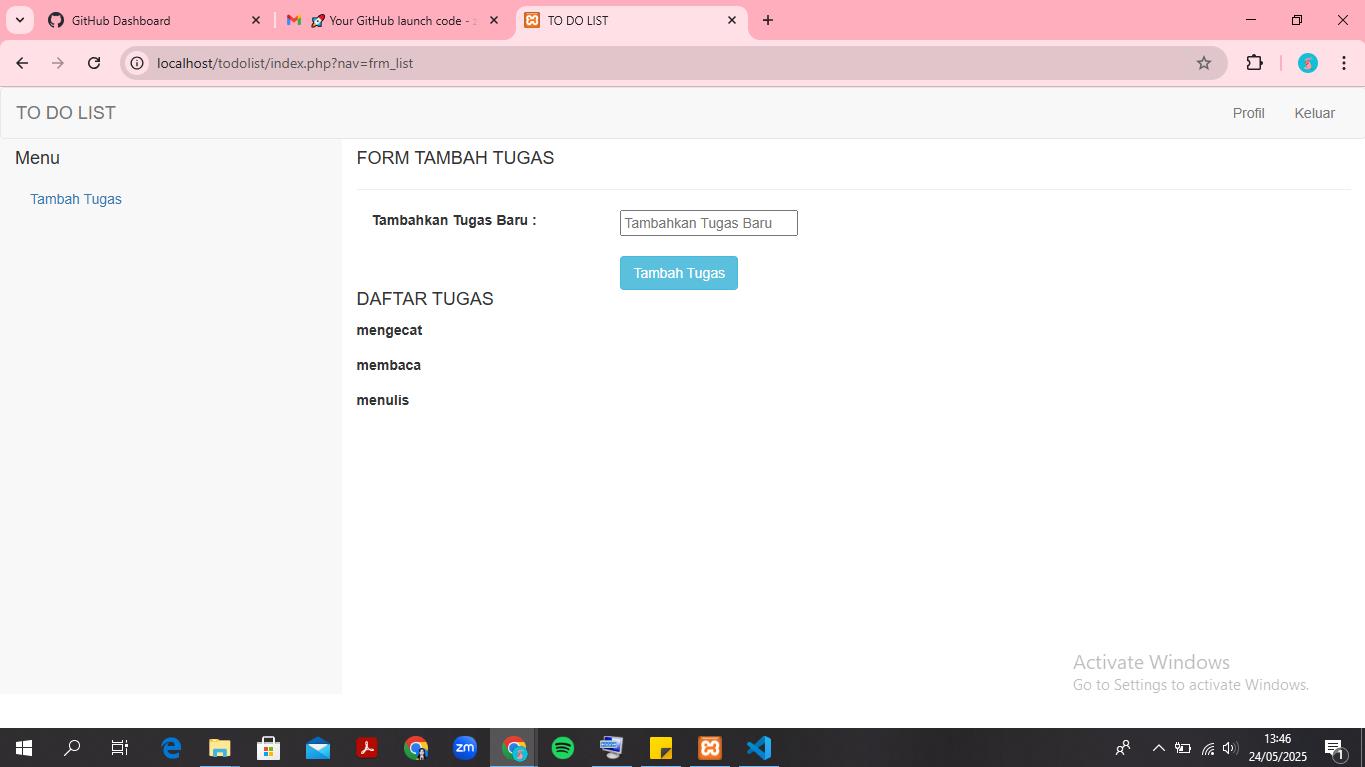 GitHub Dashboard
Your GitHub launch code -
TO DO LIST
localhost/todolist/index.php?nav=frm_list
TO DO LIST
Profil
Keluar
Menu
Tambah Tugas
FORM TAMBAH TUGAS
Tambahkan Tugas Baru :
Tambahkan Tugas Baru
Tambah Tugas
DAFTAR TUGAS
mengecat
membaca
menulis
Activate Windows
Go to Settings to activate Windows.
zm
13:46
24/05/2025
1